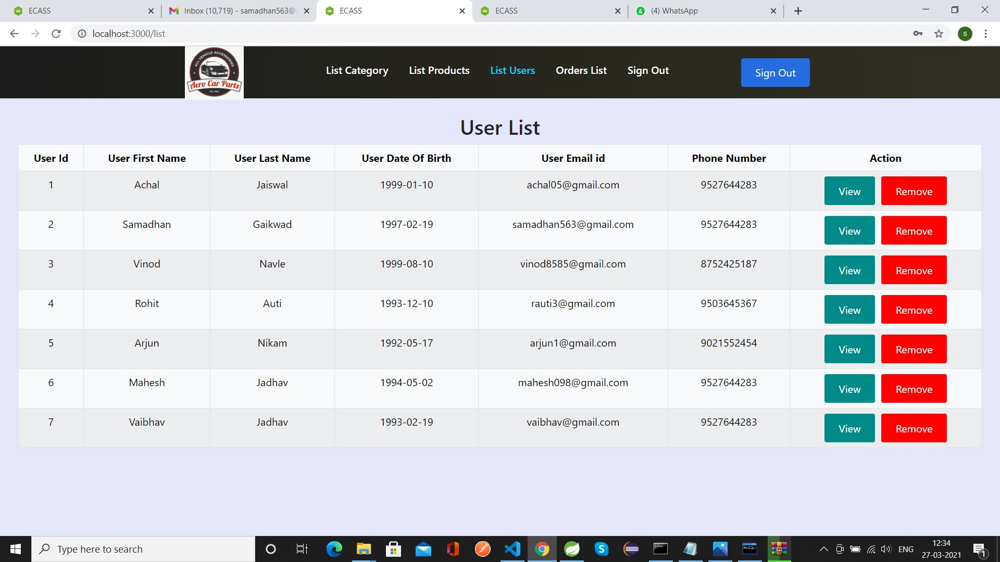 ECASS
Inbox (10,719) - samadhan563@g
ECASS
ECASS
4 (4) WhatsApp
localhost:3000/list
S
ALL VEHICLE ACCESSORIES
Aero Car Parts
List Category List Products List Users Orders List Sign Out Sign Out
User List
User Id User First Name User Last Name User Date Of Birth User Email id Phone Number Action
1 Achal Jaiswal 1999-01-10 achal05@gmail.com 9527644283 View Remove
2 Samadhan Gaikwad 1997-02-19 samadhan563@gmail.com 9527644283 View Remove
3 Vinod Navle 1999-08-10 vinod8585@gmail.com 8752425187 View Remove
4 Rohit Auti 1993-12-10 rauti3@gmail.com 9503645367 View Remove
5 Arjun Nikam 1992-05-17 arjun1@gmail.com 9021552454 View Remove
6 Mahesh Jadhav 1994-05-02 mahesh098@gmail.com 9527644283 View Remove
7 Vaibhav Jadhav 1993-02-19 vaibhav@gmail.com 9527644283 View Remove
Type here to search
ENG
12:34
27-03-2021
1